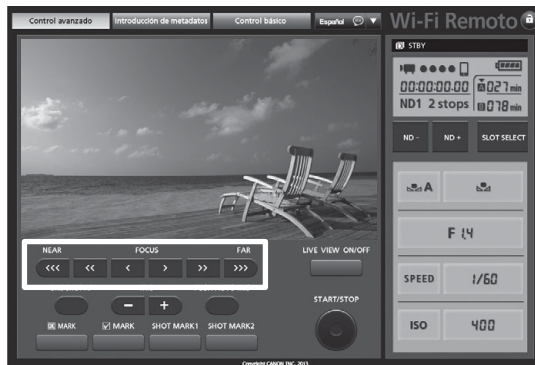 Control avanzado
Introducción de metadatos
Control básico
Español
Wi-Fi Remoto
STBY
00:00:00.00
A 027 min
ND1 2 stops
B 078 min
ND -
ND +
SLOT SELECT
A
F 1.4
SPEED 1/60
ISO 400
NEAR FOCUS FAR
<<< << < > >> >>>
LIVE VIEW ON/OFF
- +
START/STOP
OK MARK
✓ MARK
SHOT MARK1
SHOT MARK2
Copyright CANON INC. 2013